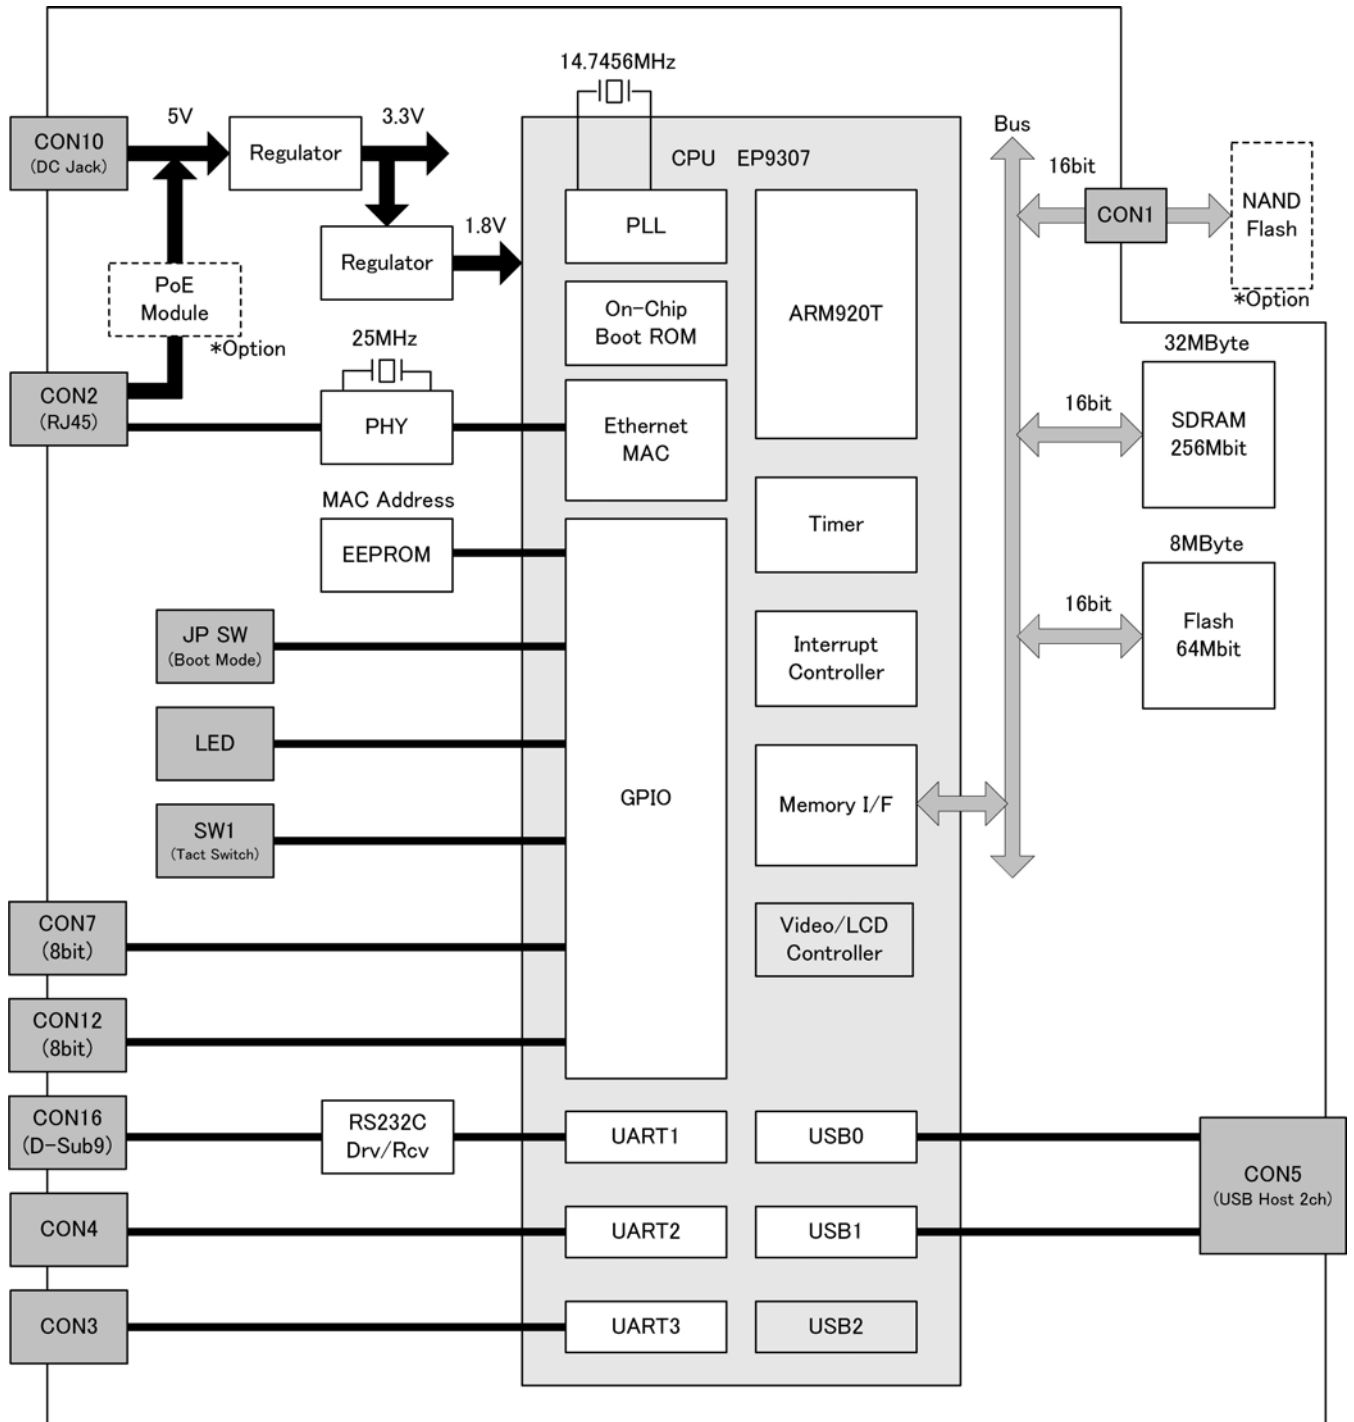 14.7456MHz
CON10
(DC Jack)
5V
Regulator
3.3V
CPU EP9307
Bus
16bit
CON1
NAND
Flash
*Option
PLL
1.8V
Regulator
PoE
Module
*Option
On-Chip
Boot ROM
ARM920T
25MHz
CON2
(RJ45)
PHY
Ethernet
MAC
32MByte
16bit
SDRAM
256Mbit
MAC Address
EEPROM
Timer
8MByte
16bit
Flash
64Mbit
JP SW
(Boot Mode)
Interrupt
Controller
LED
GPIO
Memory I/F
SW1
(Tact Switch)
CON7
(8bit)
Video/LCD
Controller
CON12
(8bit)
CON16
(D-Sub9)
RS232C
Drv/Rcv
UART1
USB0
CON5
(USB Host 2ch)
CON4
UART2
USB1
CON3
UART3
USB2